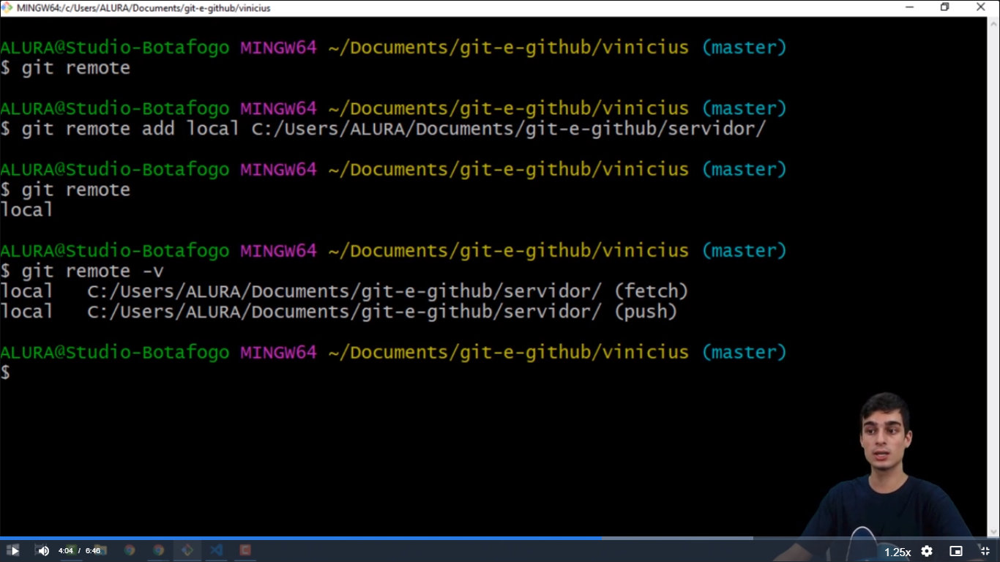 MINGW64:/c/Users/ALURA/Documents/git-e-github/vinicius
ALURA@Studio-Botafogo MINGW64 ~/Documents/git-e-github/vinicius (master)
$ git remote
ALURA@Studio-Botafogo MINGW64 ~/Documents/git-e-github/vinicius (master)
$ git remote add local C:/Users/ALURA/Documents/git-e-github/servidor/
ALURA@Studio-Botafogo MINGW64 ~/Documents/git-e-github/vinicius (master)
$ git remote
local
ALURA@Studio-Botafogo MINGW64 ~/Documents/git-e-github/vinicius (master)
$ git remote -v
local   C:/Users/ALURA/Documents/git-e-github/servidor/ (fetch)
local   C:/Users/ALURA/Documents/git-e-github/servidor/ (push)
ALURA@Studio-Botafogo MINGW64 ~/Documents/git-e-github/vinicius (master)
$
4:04 / 6:46 1.25x